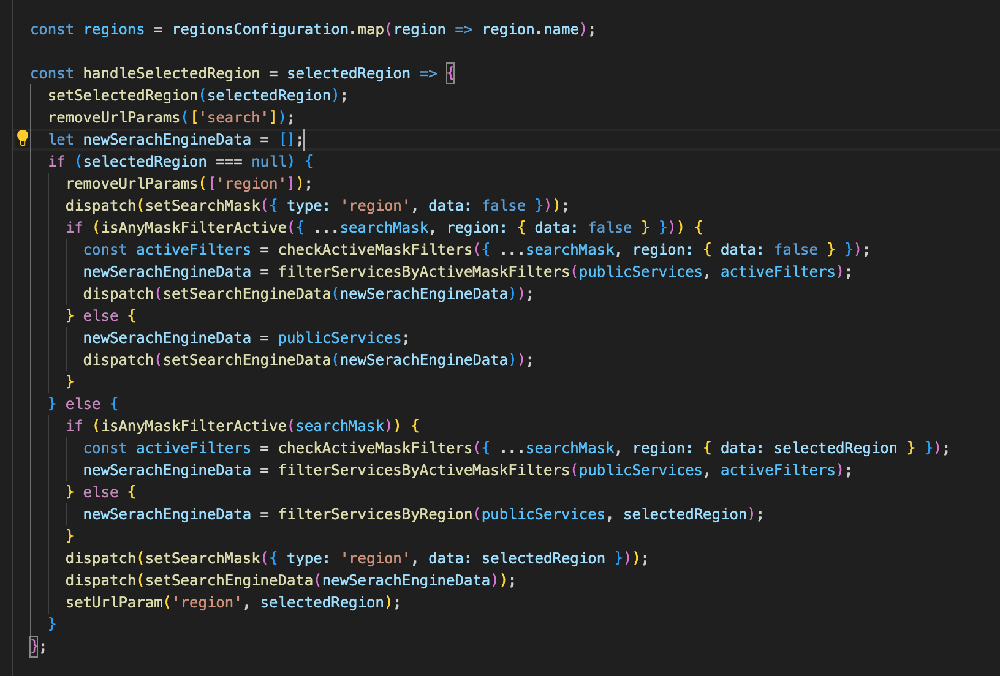 const regions = regionsConfiguration.map(region => region.name);
const handleSelectedRegion = selectedRegion => {
setSelectedRegion(selectedRegion);
removeUrlParams(['search']);
let newSerachEngineData = [];
if (selectedRegion === null) {
removeUrlParams(['region']);
dispatch(setSearchMask({ type: 'region', data: false }));
if (isAnyMaskFilterActive({ ...searchMask, region: { data: false } })) {
const activeFilters = checkActiveMaskFilters({ ...searchMask, region: { data: false } });
newSerachEngineData = filterServicesByActiveMaskFilters(publicServices, activeFilters);
dispatch(setSearchEngineData(newSerachEngineData));
} else {
newSerachEngineData = publicServices;
dispatch(setSearchEngineData(newSerachEngineData));
}
} else {
if (isAnyMaskFilterActive(searchMask)) {
const activeFilters = checkActiveMaskFilters({ ...searchMask, region: { data: selectedRegion } });
newSerachEngineData = filterServicesByActiveMaskFilters(publicServices, activeFilters);
} else {
newSerachEngineData = filterServicesByRegion(publicServices, selectedRegion);
}
dispatch(setSearchMask({ type: 'region', data: selectedRegion }));
dispatch(setSearchEngineData(newSerachEngineData));
setUrlParam('region', selectedRegion);
}
};